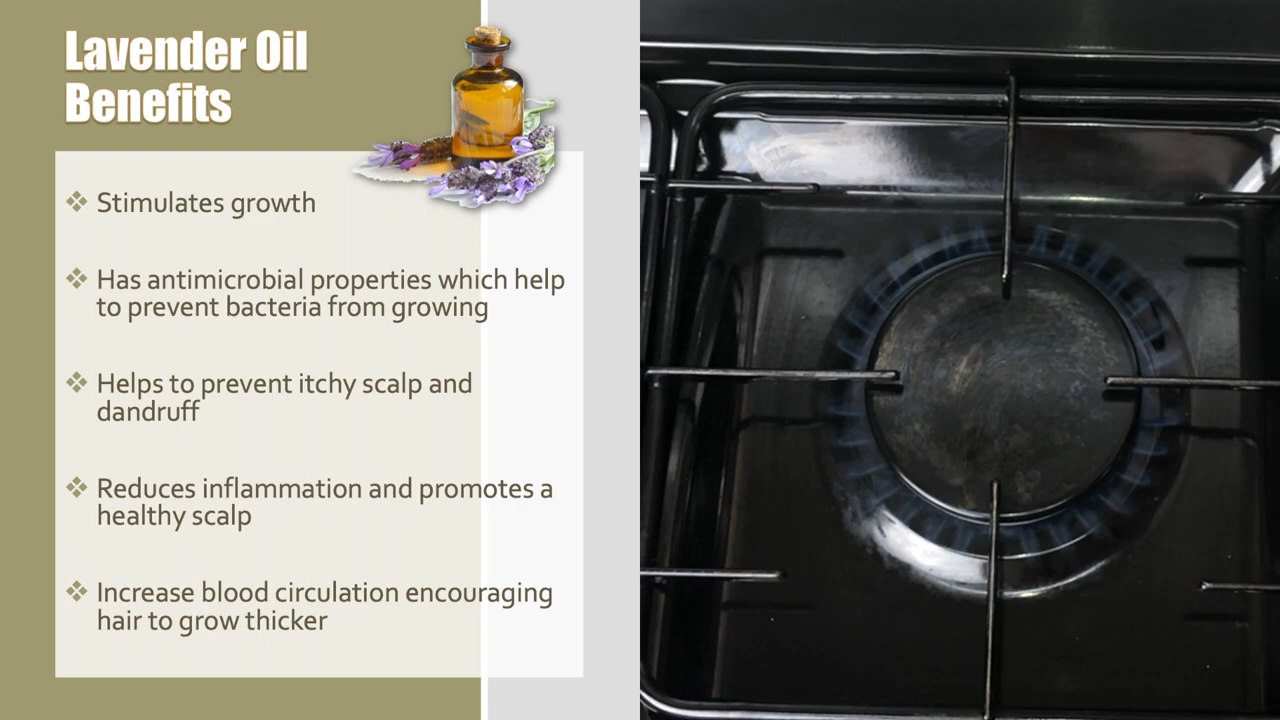 Lavender Oil
Benefits
Stimulates growth
Has antimicrobial properties which help
to prevent bacteria from growing
Helps to prevent itchy scalp and
dandruff
Reduces inflammation and promotes a
healthy scalp
Increase blood circulation encouraging
hair to grow thicker